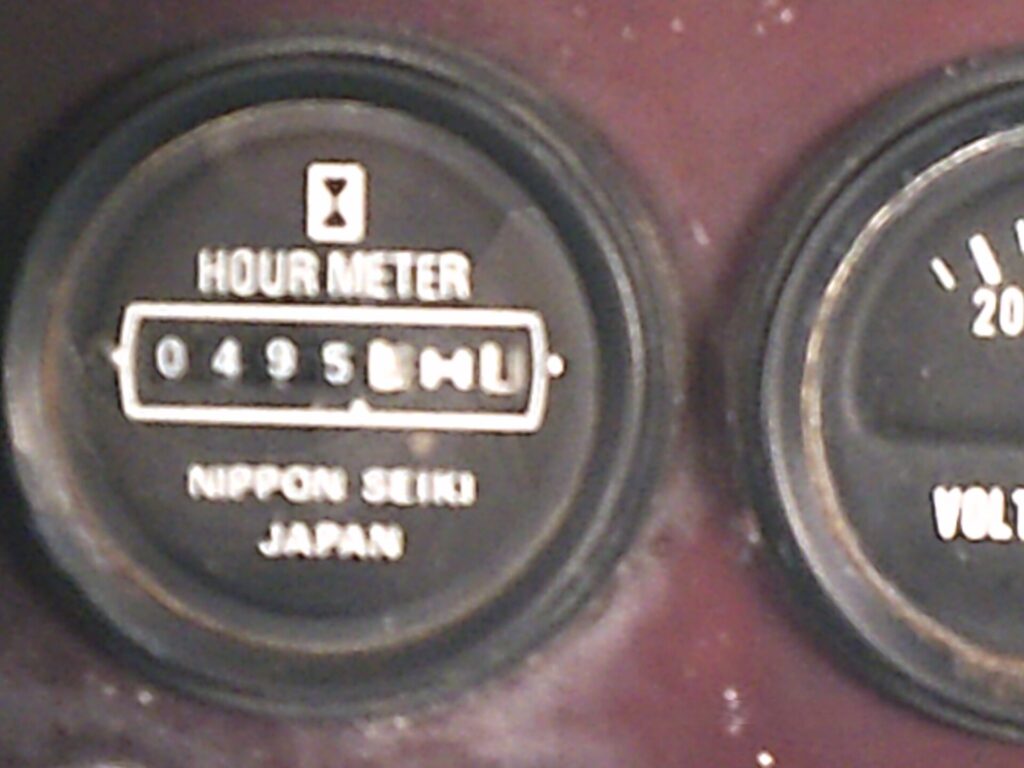 HOUR METER
0495
NIPPON SEIKI
JAPAN
20
VOLT